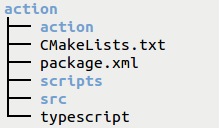 action
action
CMakeLists.txt
package.xml
scripts
src
typescript